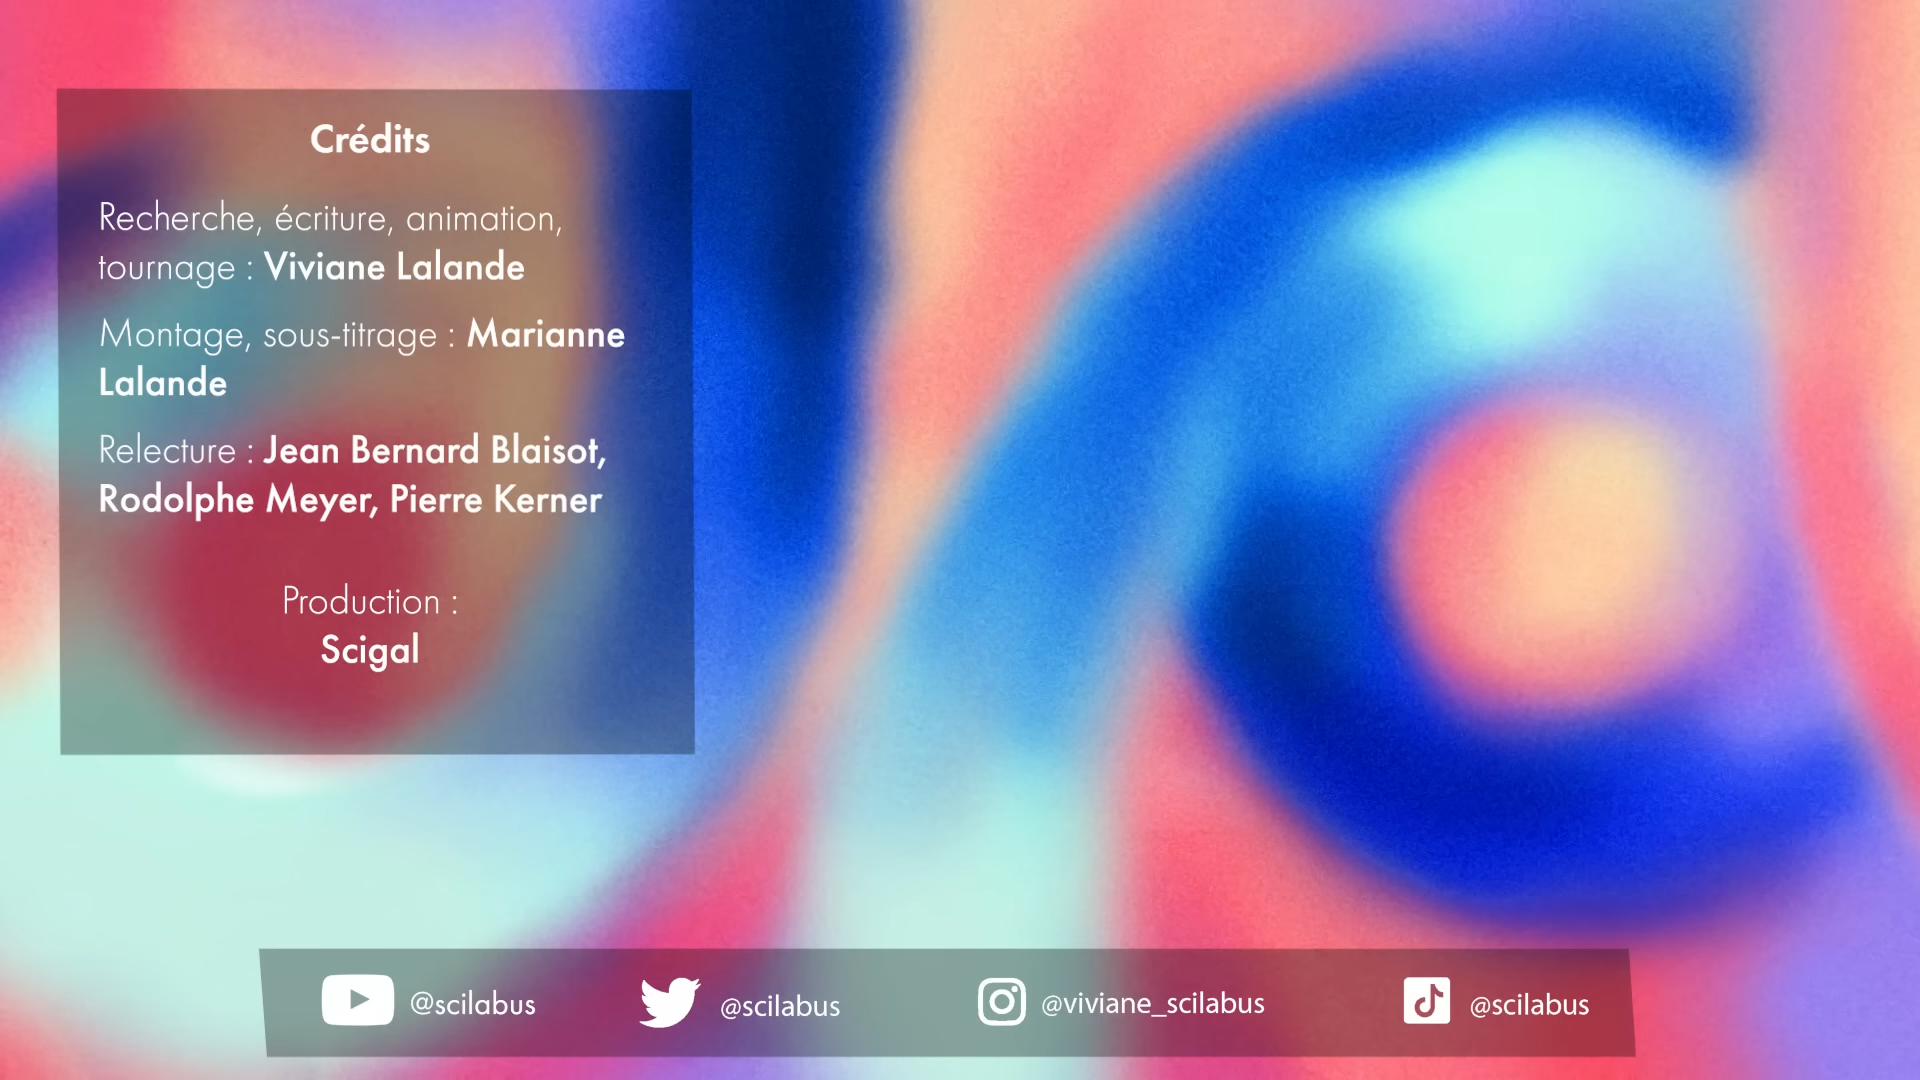 Crédits
Recherche, écriture, animation,
tournage : Viviane Lalande
Montage, sous-titrage : Marianne
Lalande
Relecture : Jean Bernard Blaisot,
Rodolphe Meyer, Pierre Kerner
Production :
Scigal
@scilabus
@scilabus
@viviane_scilabus
@scilabus